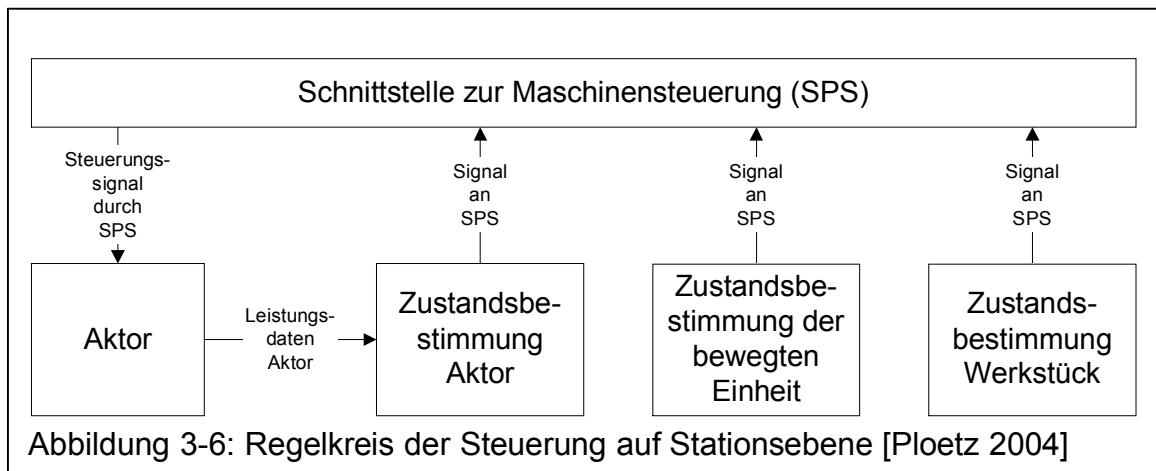 Schnittstelle zur Maschinensteuerung (SPS)
Steuerungs-
signal
durch
SPS
Signal
an
SPS
Signal
an
SPS
Signal
an
SPS
Aktor
Leistungs-
daten
Aktor
Zustandsbe-
stimmung
Aktor
Zustandsbe-
stimmung der
bewegten
Einheit
Zustands-
bestimmung
Werkstück
Abbildung 3-6: Regelkreis der Steuerung auf Stationsebene [Ploetz 2004]